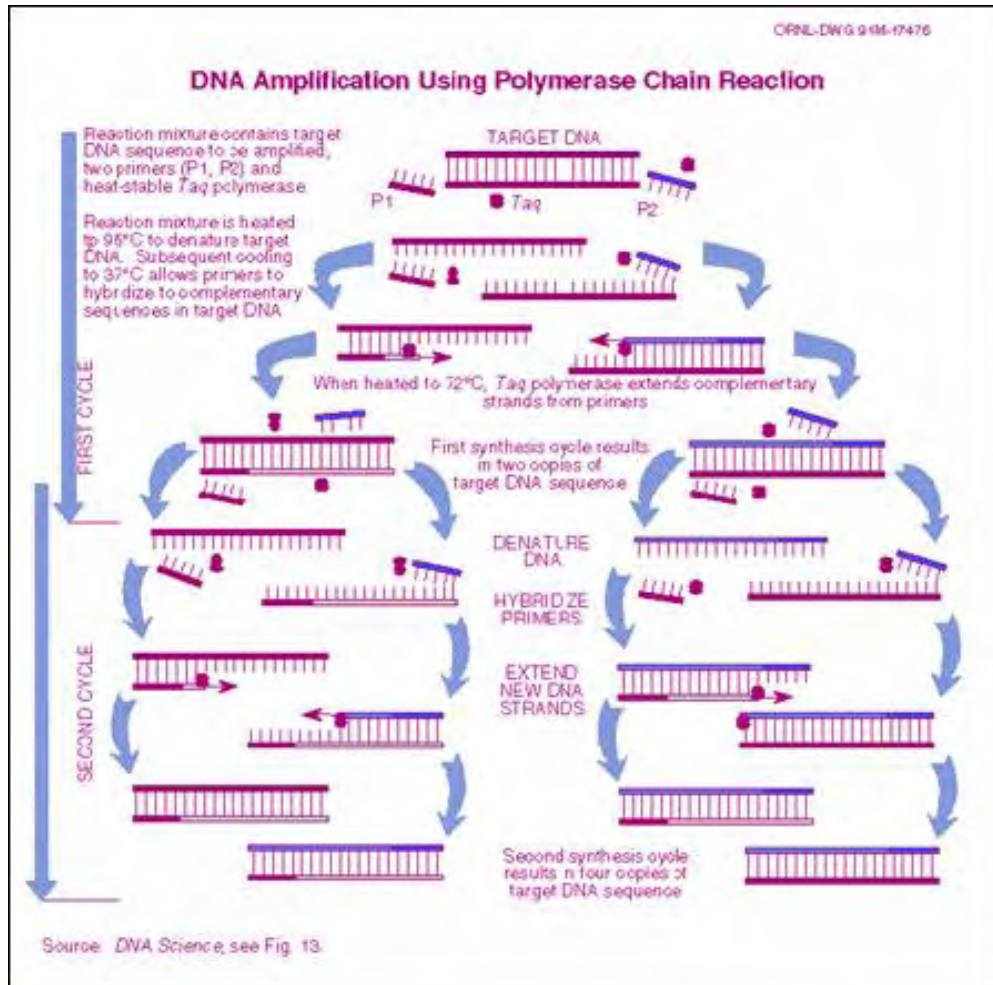 ORNL-DWG 91M-17476
DNA Amplification Using Polymerase Chain Reaction
Reaction mixture contains target
DNA sequence to be amplified,
two primers (P1, P2) and
heat-stable Taq polymerase
TARGET DNA
P1
Taq
P2
Reaction mixture is heated
to 95°C to denature target
DNA. Subsequent cooling
to 37°C allows primers to
hybridize to complementary
sequences in target DNA
When heated to 72°C, Taq polymerase extends complementary
strands from primers
FIRST CYCLE
First synthesis cycle results
in two copies of
target DNA sequence
DENATURE
DNA
HYBRIDIZE
PRIMERS
SECOND CYCLE
EXTEND
NEW DNA
STRANDS
Second synthesis cycle
results in four copies of
target DNA sequence
Source: DNA Science, see Fig. 13.